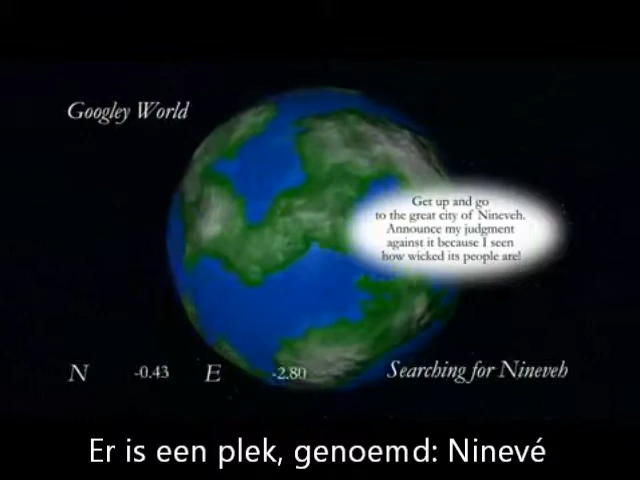 Googley World
Get up and go
to the great city of Nineveh.
Announce my judgment
against it because I seen
how wicked its people are!
N -0.43 E -2.80
Searching for Nineveh
Er is een plek, genoemd: Ninevé